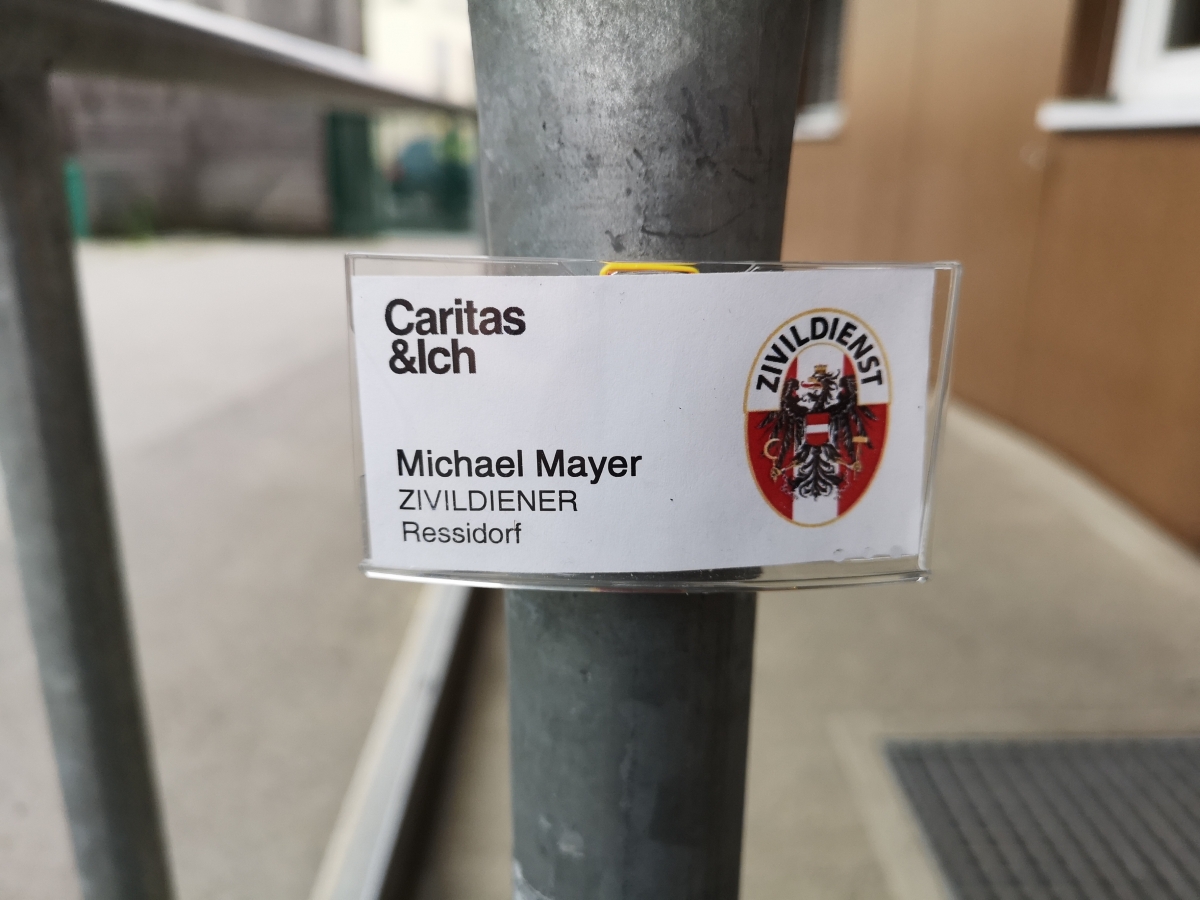 Caritas
&Ich
ZIVILDIENST
Michael Mayer
ZIVILDIENER
Ressidorf